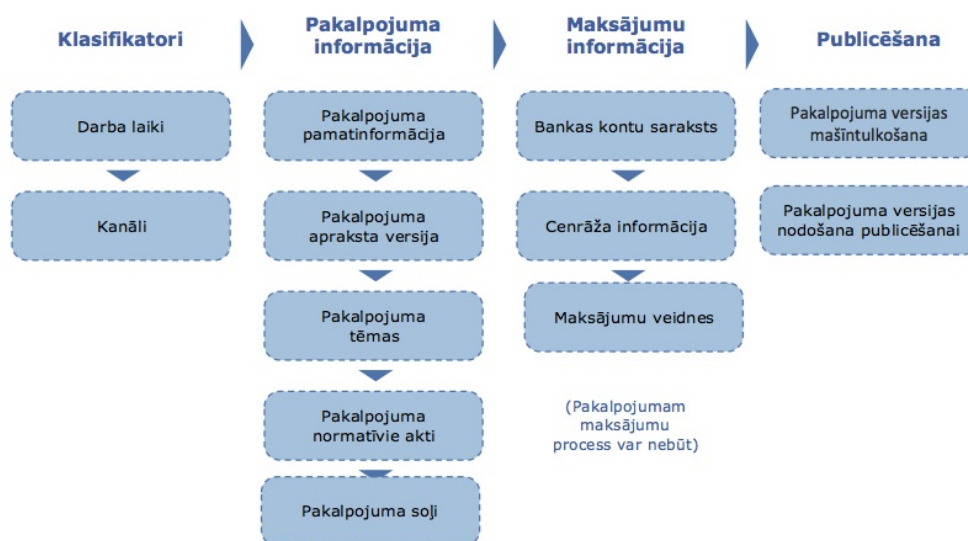 Klasifikatori
Pakalpojuma
informācija
Maksājumu
informācija
Publicēšana
Darba laiki
Kanāli
Pakalpojuma
pamatinformācija
Pakalpojuma
apraksta versija
Pakalpojuma
tēmas
Pakalpojuma
normatīvie akti
Pakalpojuma soļi
Bankas kontu saraksts
Cenrāža informācija
Maksājumu veidnes
(Pakalpojumam
maksājumu
process var nebūt)
Pakalpojuma versijas
mašīntulkošana
Pakalpojuma versijas
nodošana publicēšanai